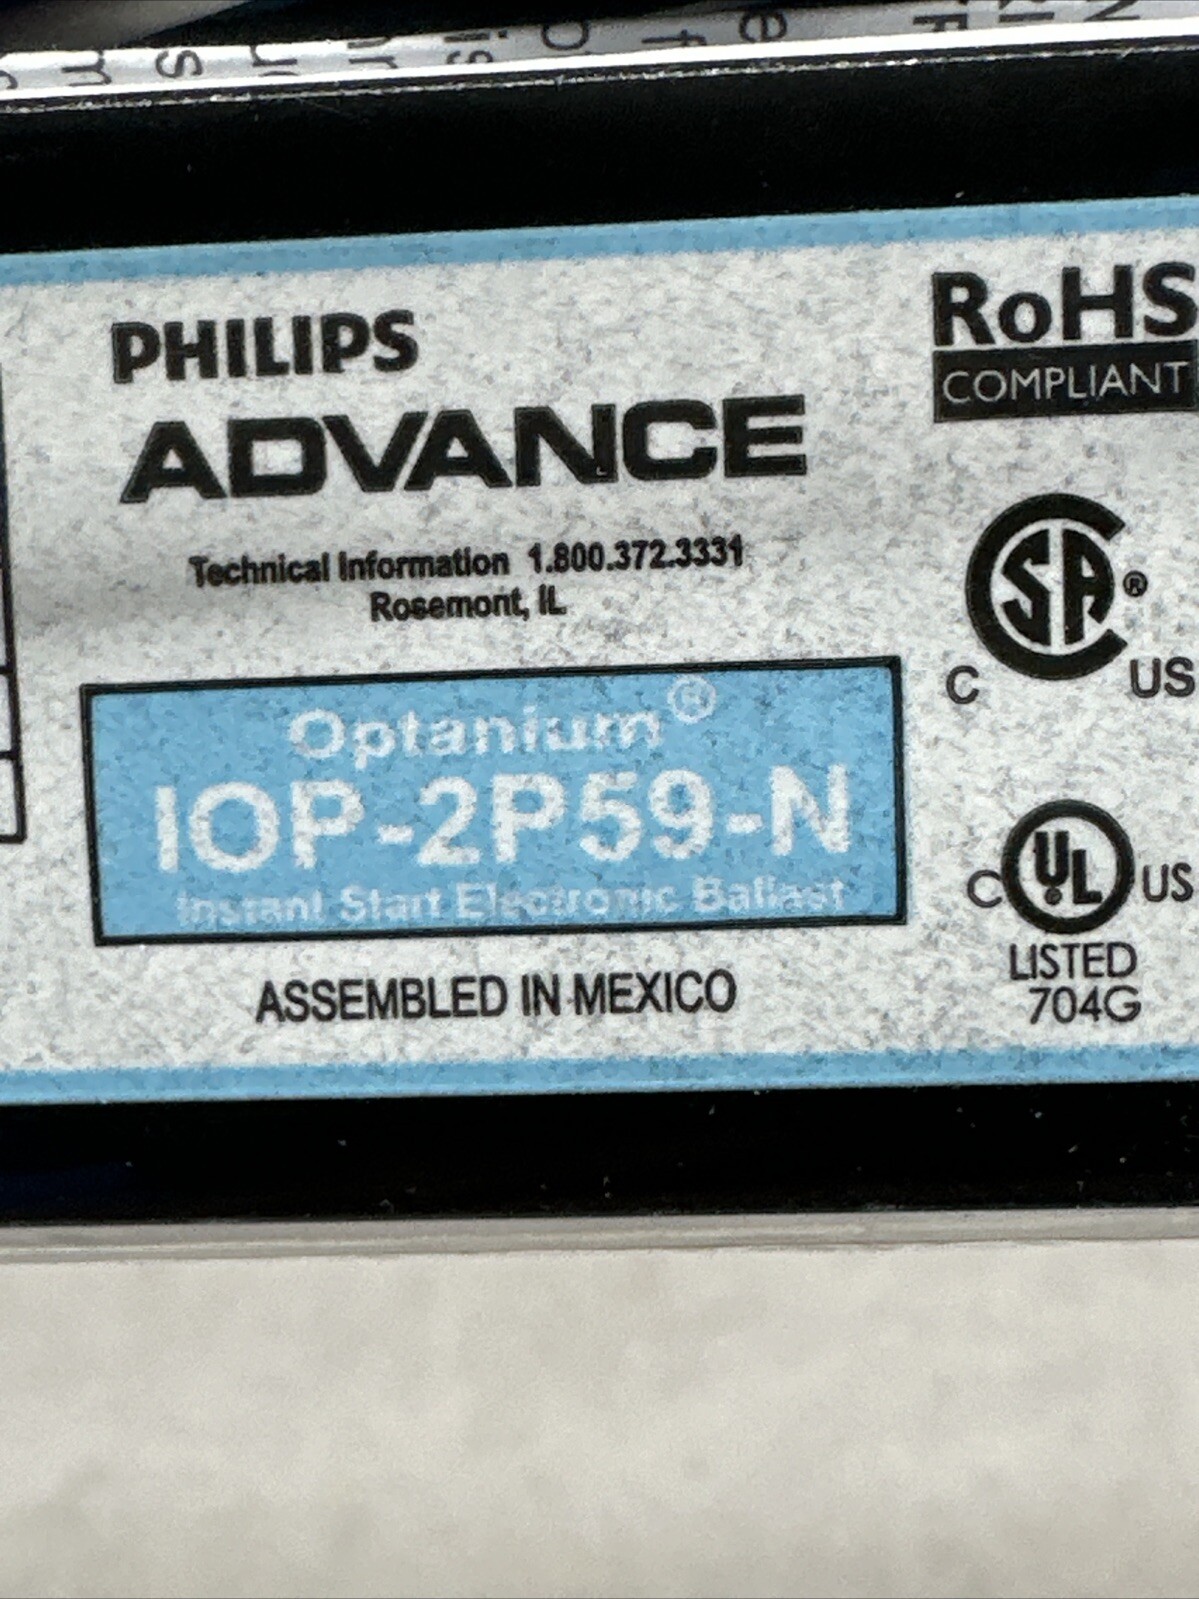 PHILIPS
ADVANCE
Technical Information 1.800.372.3331
Rosemont, IL
Optanium®
IOP-2P59-N
Instant Start Electronic Ballast
ASSEMBLED IN MEXICO
RoHS
COMPLIANT
CSA®
C US
C UL US
LISTED
704G